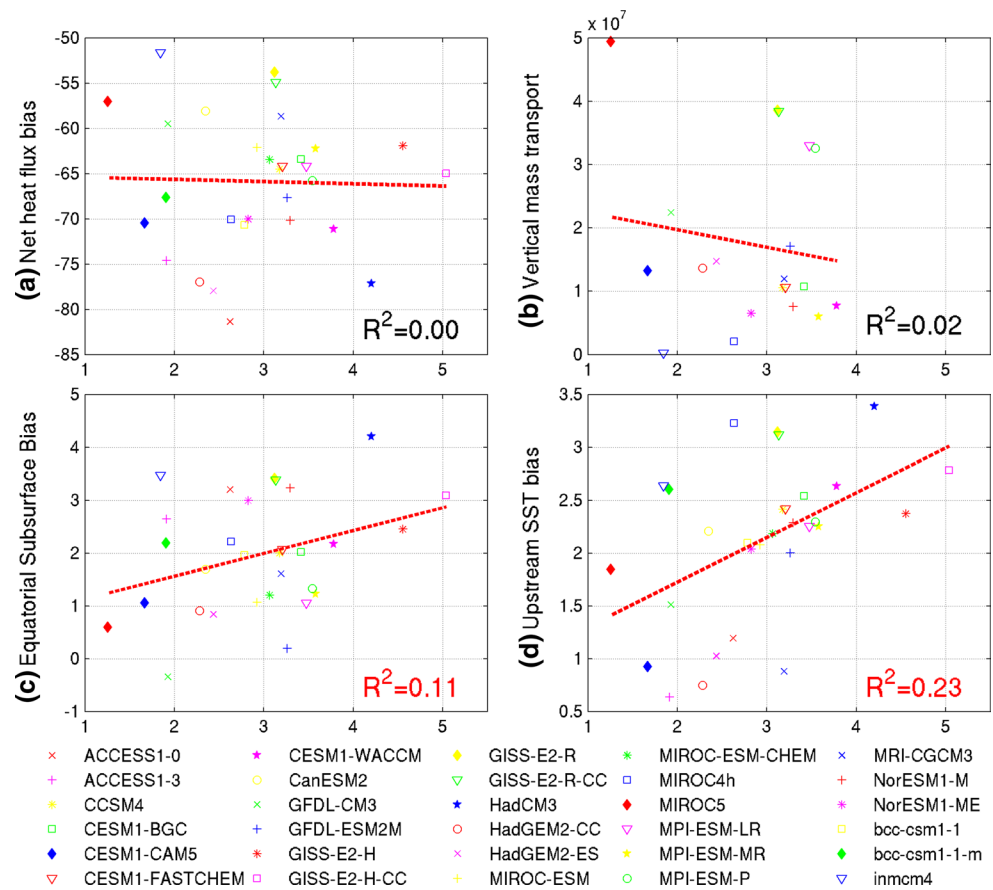 (a) Net heat flux bias
-50
-55
-60
-65
-70
-75
-80
-85
1 2 3 4 5
R²=0.00
(b) Vertical mass transport
x 10⁷
5
4
3
2
1
0
1 2 3 4 5
R²=0.02
(c) Equatorial Subsurface Bias
5
4
3
2
1
0
-1
1 2 3 4 5
R²=0.11
(d) Upstream SST bias
3.5
3
2.5
2
1.5
1
0.5
1 2 3 4 5
R²=0.23
ACCESS1-0
ACCESS1-3
CCSM4
CESM1-BGC
CESM1-CAM5
CESM1-FASTCHEM
CESM1-WACCM
CanESM2
GFDL-CM3
GFDL-ESM2M
GISS-E2-H
GISS-E2-H-CC
GISS-E2-R
GISS-E2-R-CC
HadCM3
HadGEM2-CC
HadGEM2-ES
MIROC-ESM
MIROC-ESM-CHEM
MIROC4h
MIROC5
MPI-ESM-LR
MPI-ESM-MR
MPI-ESM-P
MRI-CGCM3
NorESM1-M
NorESM1-ME
bcc-csm1-1
bcc-csm1-1-m
inmcm4